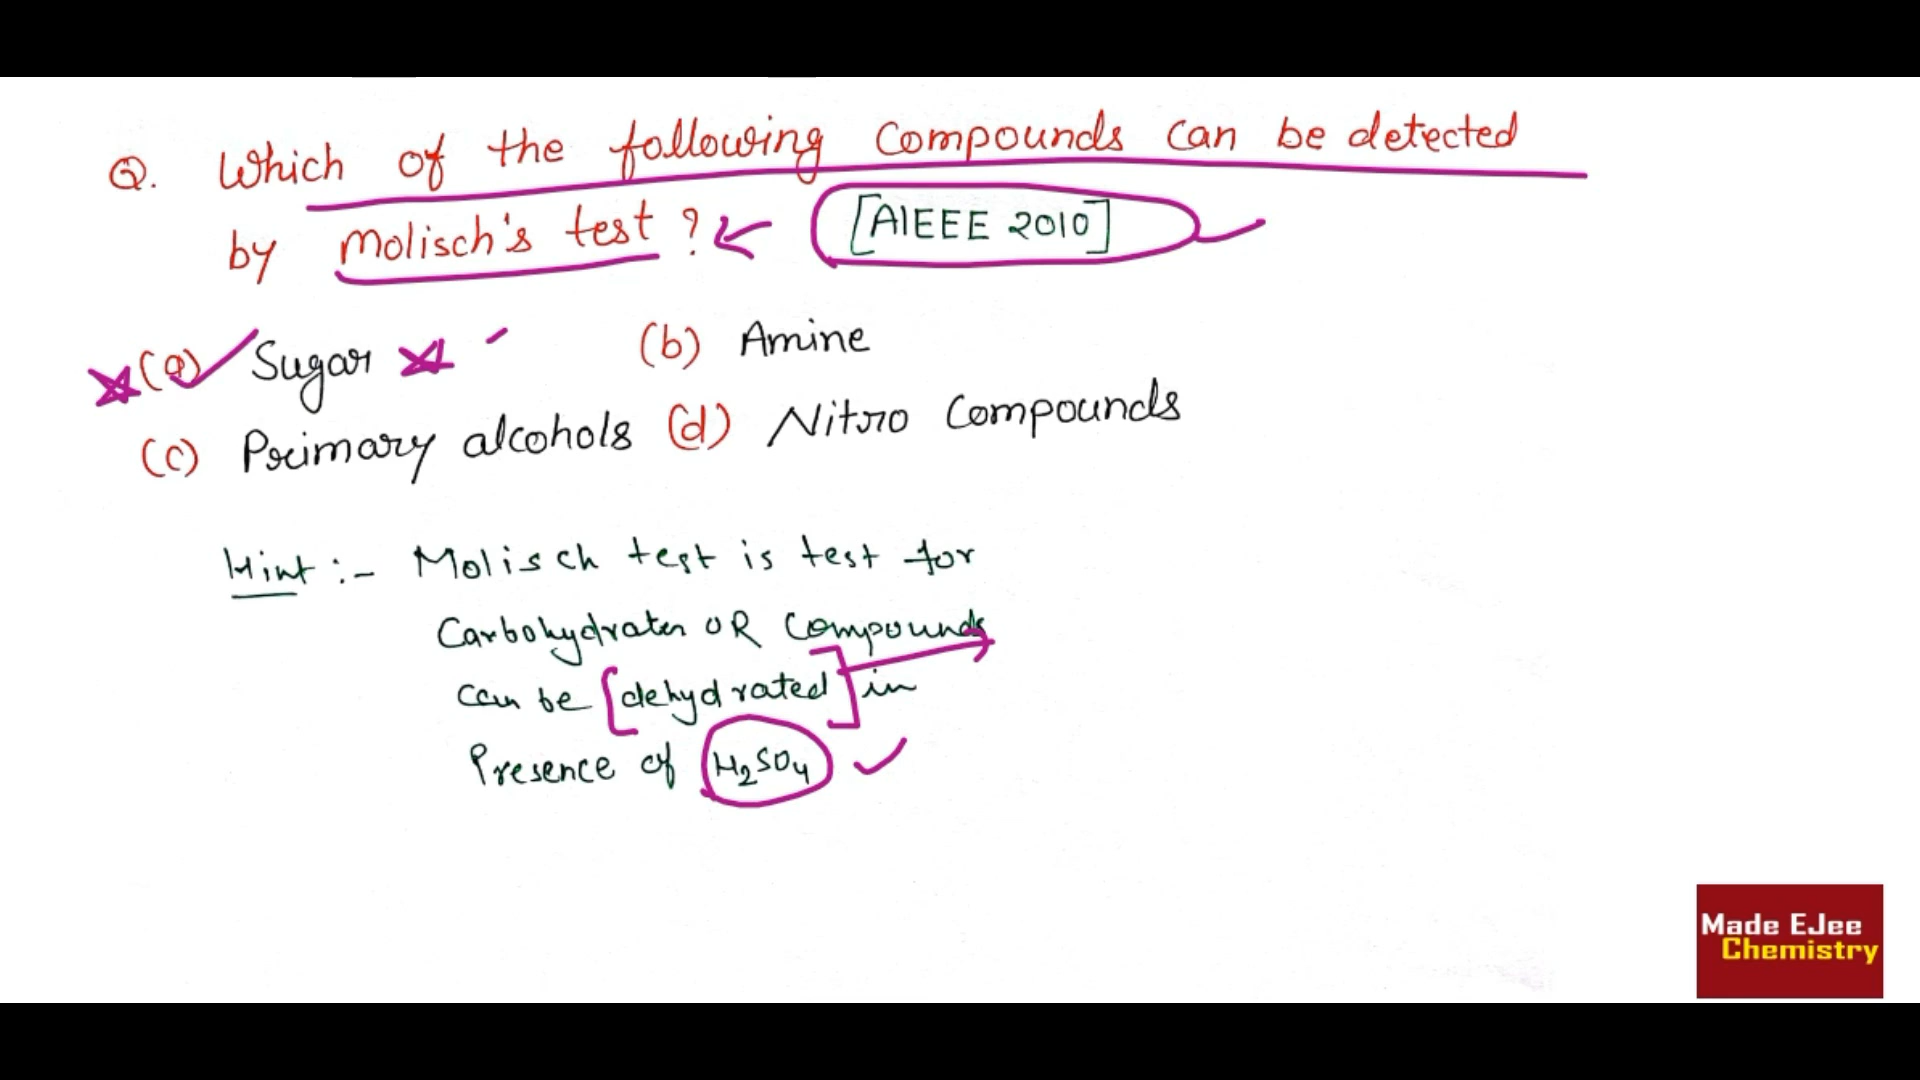 Q. Which of the following compounds can be detected
by Molisch's test ? [AIEEE 2010]
(a) Sugar (b) Amine
(c) Primary alcohols (d) Nitro Compounds
Hint :- Molisch test is test for
Carbohydrates OR Compounds
Can be [dehydrated] in
Presence of H₂SO₄
Made EJee
Chemistry